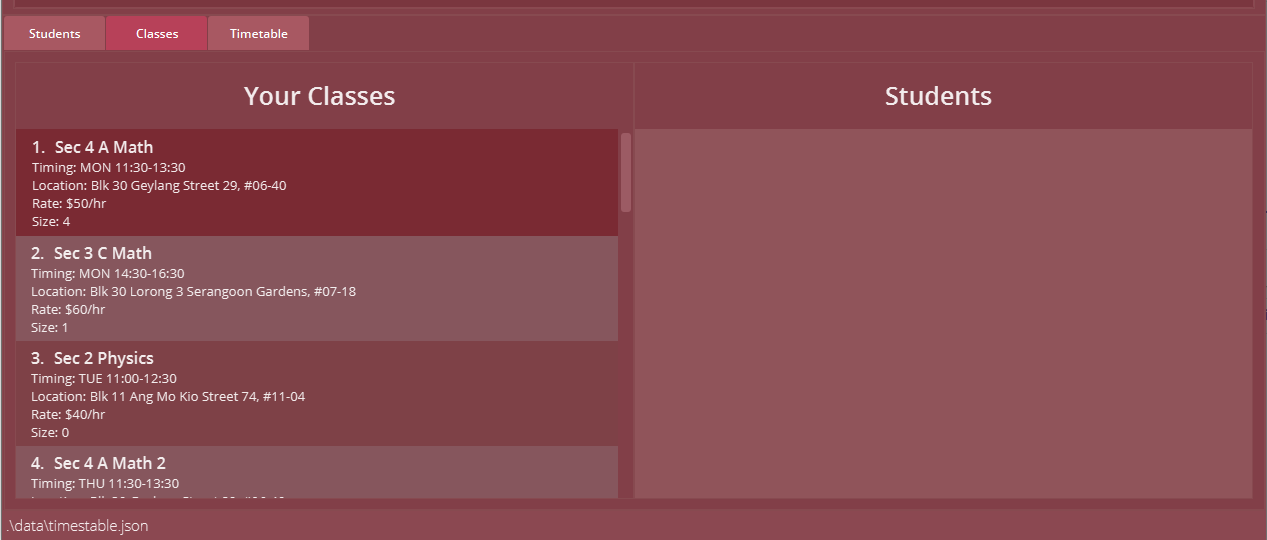 Students Classes Timetable
Your Classes
1. Sec 4 A Math
Timing: MON 11:30-13:30
Location: Blk 30 Geylang Street 29, #06-40
Rate: $50/hr
Size: 4
2. Sec 3 C Math
Timing: MON 14:30-16:30
Location: Blk 30 Lorong 3 Serangoon Gardens, #07-18
Rate: $60/hr
Size: 1
3. Sec 2 Physics
Timing: TUE 11:00-12:30
Location: Blk 11 Ang Mo Kio Street 74, #11-04
Rate: $40/hr
Size: 0
4. Sec 4 A Math 2
Timing: THU 11:30-13:30
Students
.\data\timestable.json